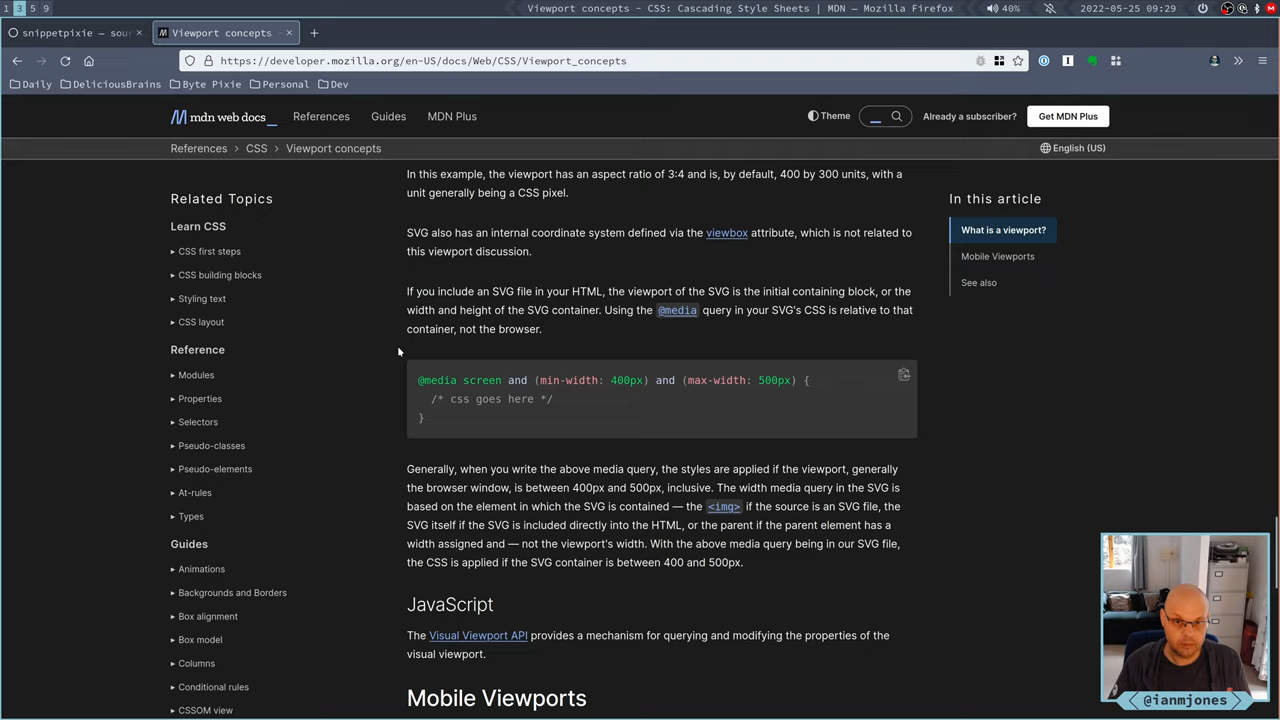 1 3 5 9
Viewport concepts - CSS: Cascading Style Sheets | MDN — Mozilla Firefox
40%
2022-05-25 09:29
snippetpixie — sour
Viewport concepts -
https://developer.mozilla.org/en-US/docs/Web/CSS/Viewport_concepts
Daily
DeliciousBrains
Byte Pixie
Personal
Dev
mdn web docs_
References
Guides
MDN Plus
Theme
Already a subscriber?
Get MDN Plus
References
CSS
Viewport concepts
English (US)
Related Topics
Learn CSS
CSS first steps
CSS building blocks
Styling text
CSS layout
Reference
Modules
Properties
Selectors
Pseudo-classes
Pseudo-elements
At-rules
Types
Guides
Animations
Backgrounds and Borders
Box alignment
Box model
Columns
Conditional rules
CSSOM view
In this example, the viewport has an aspect ratio of 3:4 and is, by default, 400 by 300 units, with a
unit generally being a CSS pixel.
SVG also has an internal coordinate system defined via the viewbox attribute, which is not related to
this viewport discussion.
If you include an SVG file in your HTML, the viewport of the SVG is the initial containing block, or the
width and height of the SVG container. Using the @media query in your SVG's CSS is relative to that
container, not the browser.
@media screen and (min-width: 400px) and (max-width: 500px) {
/* css goes here */
}
Generally, when you write the above media query, the styles are applied if the viewport, generally
the browser window, is between 400px and 500px, inclusive. The width media query in the SVG is
based on the element in which the SVG is contained — the <img> if the source is an SVG file, the
SVG itself if the SVG is included directly into the HTML, or the parent if the parent element has a
width assigned and — not the viewport's width. With the above media query being in our SVG file,
the CSS is applied if the SVG container is between 400 and 500px.
JavaScript
The Visual Viewport API provides a mechanism for querying and modifying the properties of the
visual viewport.
Mobile Viewports
In this article
What is a viewport?
Mobile Viewports
See also
@ianmjones